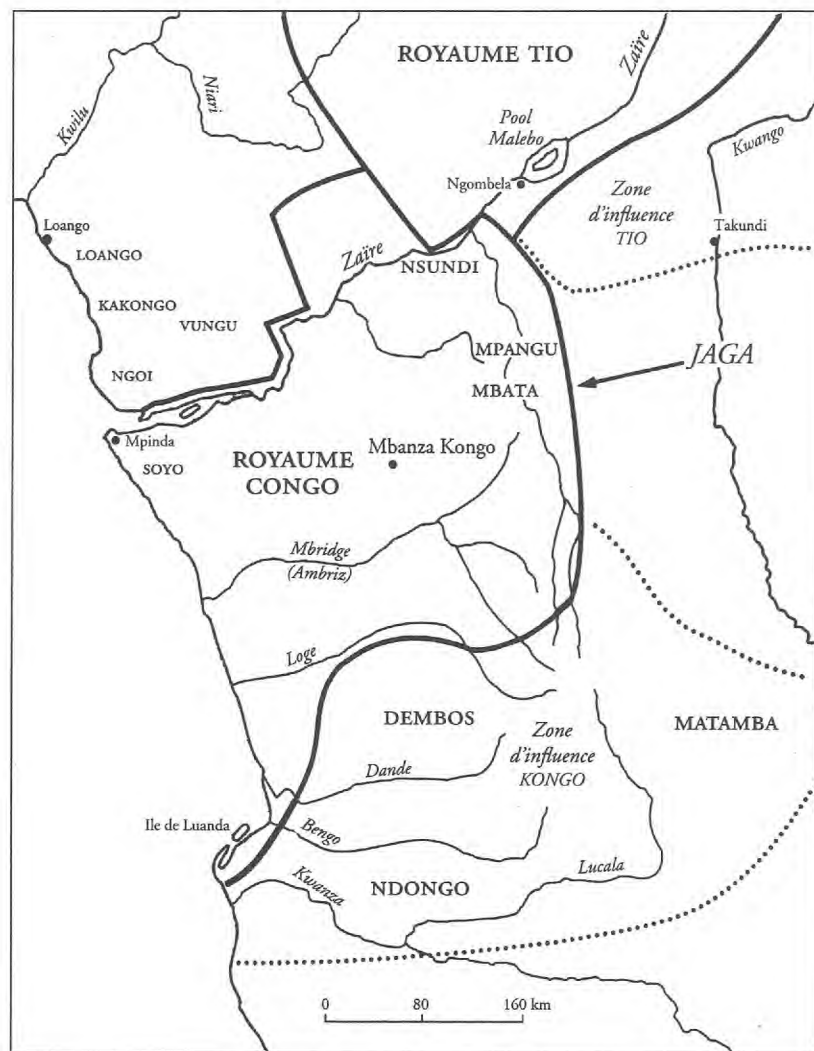 ROYAUME TIO
Zaïre
Niari
Kwilu
Pool
Malebo
Kwango
Ngombela
Zone
d'influence
TIO
Takundi
Loango
LOANGO
Zaïre
NSUNDI
KAKONGO
VUNGU
MPANGU
JAGA
NGOI
MBATA
Mpinda
SOYO
Mbanza Kongo
ROYAUME
CONGO
Mbridge
(Ambriz)
Loge
DEMBOS
MATAMBA
Zone
d'influence
KONGO
Dande
Ile de Luanda
Bengo
Lucala
NDONGO
Kwanza
0 80 160 km